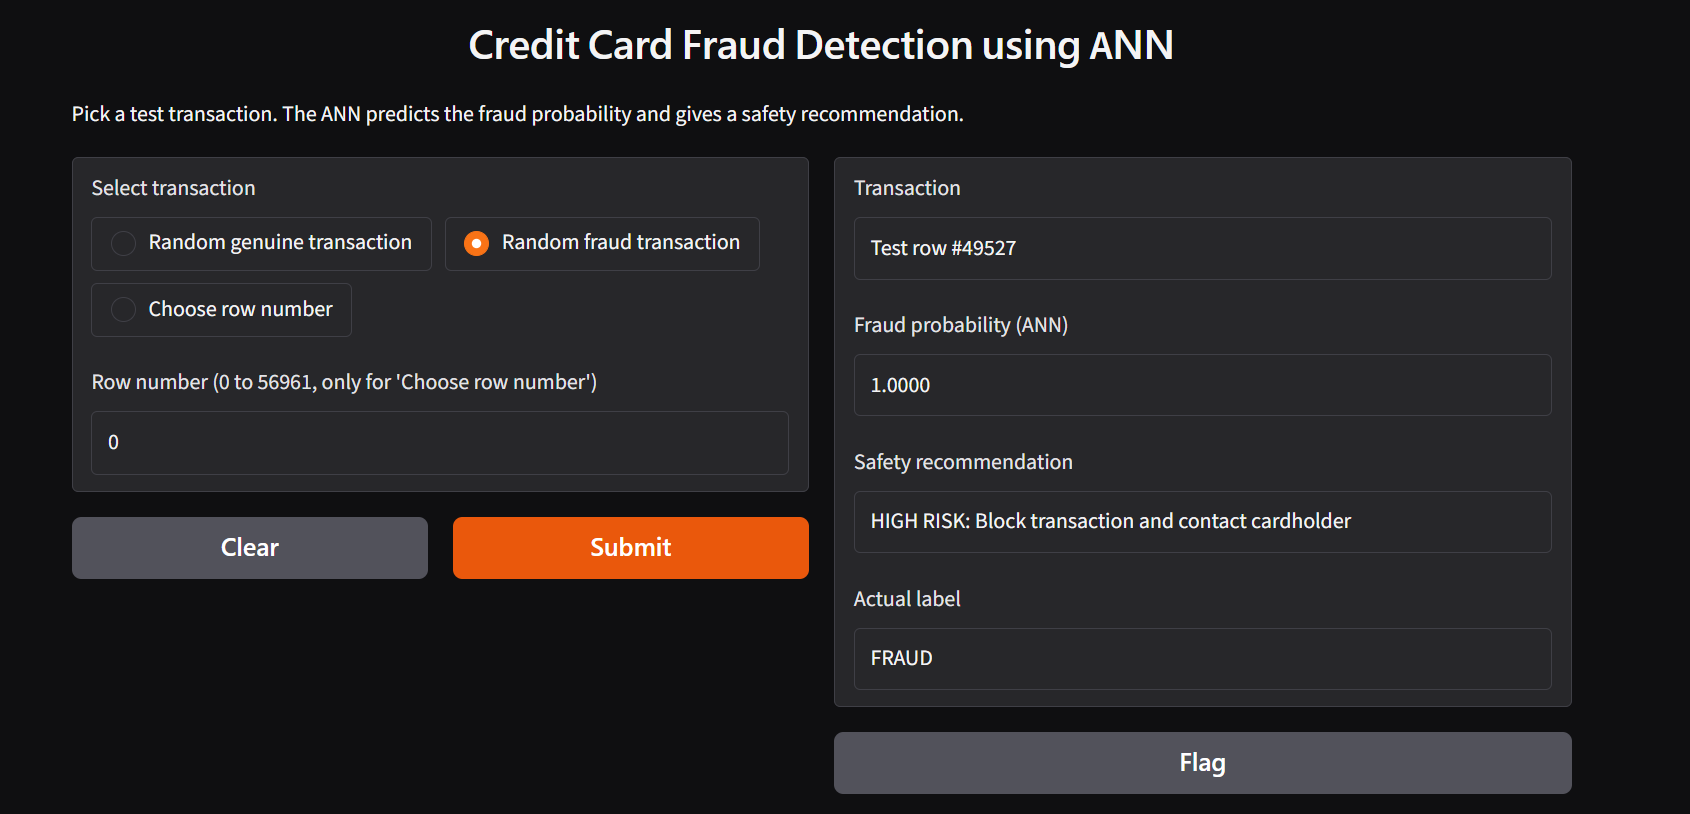 Credit Card Fraud Detection using ANN
Pick a test transaction. The ANN predicts the fraud probability and gives a safety recommendation.
Select transaction
Random genuine transaction
Random fraud transaction
Choose row number
Row number (0 to 56961, only for 'Choose row number')
0
Clear
Submit
Transaction
Test row #49527
Fraud probability (ANN)
1.0000
Safety recommendation
HIGH RISK: Block transaction and contact cardholder
Actual label
FRAUD
Flag